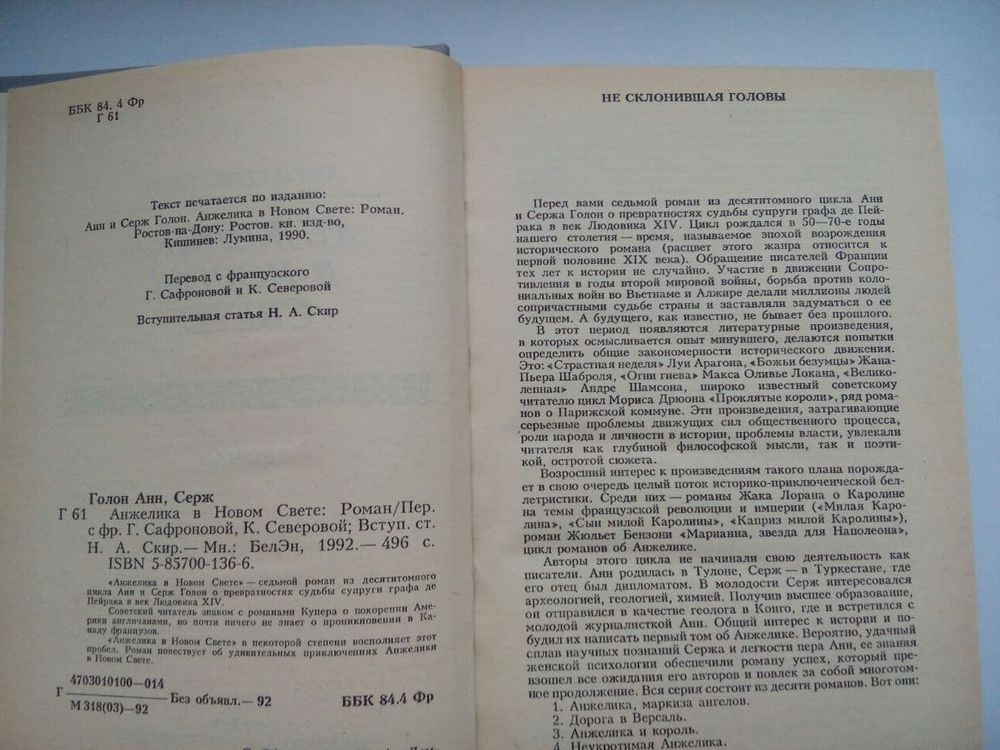 ББК 84. 4 Фр
Г 61
Текст печатается по изданию:
Анн и Серж Голон. Анжелика в Новом Свете: Роман.
Ростов-на-Дону: Ростов. кн. изд-во,
Кишинев: Лумина, 1990.
Перевод с французского
Г. Сафроновой и К. Северовой
Вступительная статья Н. А. Скир
Голон Анн, Серж
Г 61 Анжелика в Новом Свете: Роман/Пер.
с фр. Г. Сафроновой, К. Северовой; Вступ. ст.
Н. А. Скир.— Мн.: БелЭн, 1992.— 496 с.
ISBN 5-85700-136-6.
«Анжелика в Новом Свете» — седьмой роман из десятитомного
цикла Анн и Сержа Голон о превратностях судьбы супруги графа де
Пейрака в век Людовика XIV.
Советский читатель знаком с романами Купера о покорении Аме-
рики англичанами, но почти ничего не знает о проникновении в Ка-
наду французов.
«Анжелика в Новом Свете» в некоторой степени восполняет этот
пробел. Роман повествует об удивительных приключениях Анжелики
в Новом Свете.
4703010100—014
Г Без объявл.— 92 ББК 84.4 Фр
М 318(03)—92
НЕ СКЛОНИВШАЯ ГОЛОВЫ
Перед вами седьмой роман из десятитомного цикла Анн
и Сержа Голон о превратностях судьбы супруги графа де Пей-
рака в век Людовика XIV. Цикл рождался в 50—70-е годы
нашего столетия — время, называемое эпохой возрождения
исторического романа (расцвет этого жанра относится к
первой половине XIX века). Обращение писателей Франции
тех лет к истории не случайно. Участие в движении Сопро-
тивления в годы второй мировой войны, борьба против коло-
ниальных войн во Вьетнаме и Алжире делали миллионы людей
сопричастными судьбе страны и заставляли задуматься о ее
будущем. А будущего, как известно, не бывает без прошлого.
В этот период появляются литературные произведения,
в которых осмысливается опыт минувшего, делаются попытки
определить общие закономерности исторического движения.
Это: «Страстная неделя» Луи Арагона, «Божьи безумцы» Жана-
Пьера Шаброля, «Огни гнева» Макса Оливье Локана, «Велико-
лепная» Андре Шамсона, широко известный советскому
читателю цикл Мориса Дрюона «Проклятые короли», ряд рома-
нов о Парижской коммуне. Эти произведения, затрагивающие
серьезные проблемы движущих сил общественного процесса,
роли народа и личности в истории, проблемы власти, увлекали
читателя как глубиной философской мысли, так и поэти-
кой, остротой сюжета.
Возросший интерес к произведениям такого плана порожда-
ет в свою очередь целый поток историко-приключенческой бел-
летристики. Среди них — романы Жака Лорана о Каролине
на темы французской революции и империи («Милая Каро-
лина», «Сын милой Каролины», «Каприз милой Каролины»),
роман Жюльет Бензони «Марианна, звезда для Наполеона»,
цикл романов об Анжелике.
Авторы этого цикла не начинали свою деятельность как
писатели. Анн родилась в Тулоне, Серж — в Туркестане, где
его отец был дипломатом. В молодости Серж интересовался
археологией, геологией, химией. Получив высшее образование,
он отправился в качестве геолога в Конго, где и встретился с
молодой журналисткой Анн. Общий интерес к истории и по-
будил их написать первый том об Анжелике. Вероятно, удачный
сплав научных познаний Сержа и легкости пера Анн, ее знания
женской психологии обеспечили роману успех, который пре-
взошел все ожидания его авторов и повлек за собой многотом-
ное продолжение. Вся серия состоит из десяти романов. Вот они:
1. Анжелика, маркиза ангелов.
2. Дорога в Версаль.
3. Анжелика и король.
4. Неукротимая Анжелика.